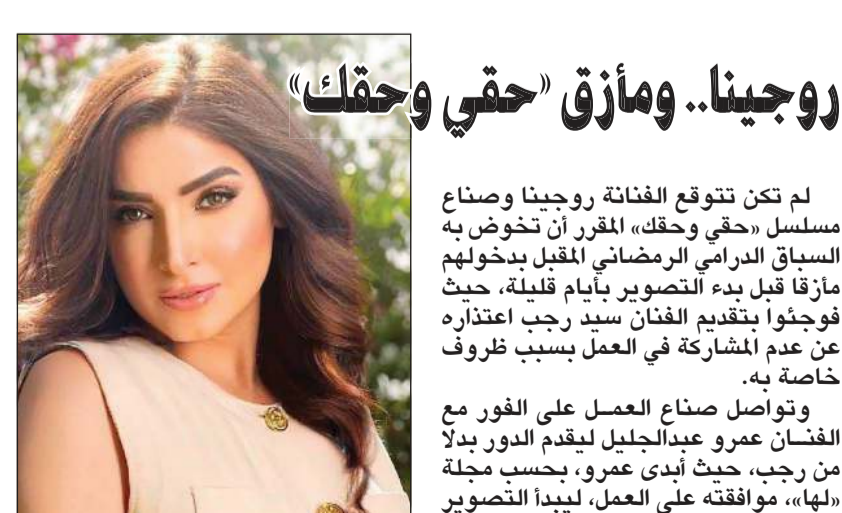 روجينا.. ومأزق «حقي وحقك»
لم تكن تتوقع الفنانة روجينا وصناع
مسلسل «حقي وحقك» المقرر أن تخوض به
السباق الدرامي الرمضاني المقبل بدخولهم
مأزقا قبل بدء التصوير بأيام قليلة، حيث
فوجئوا بتقديم الفنان سيد رجب اعتذاره
عن عدم المشاركة في العمل بسبب ظروف
خاصة به.
وتواصل صناع العمل على الفور مع
الفنان عمرو عبدالجليل ليقدم الدور بدلا
من رجب، حيث أبدى عمرو، بحسب مجلة
«لها»، موافقته على العمل، ليبدأ التصوير